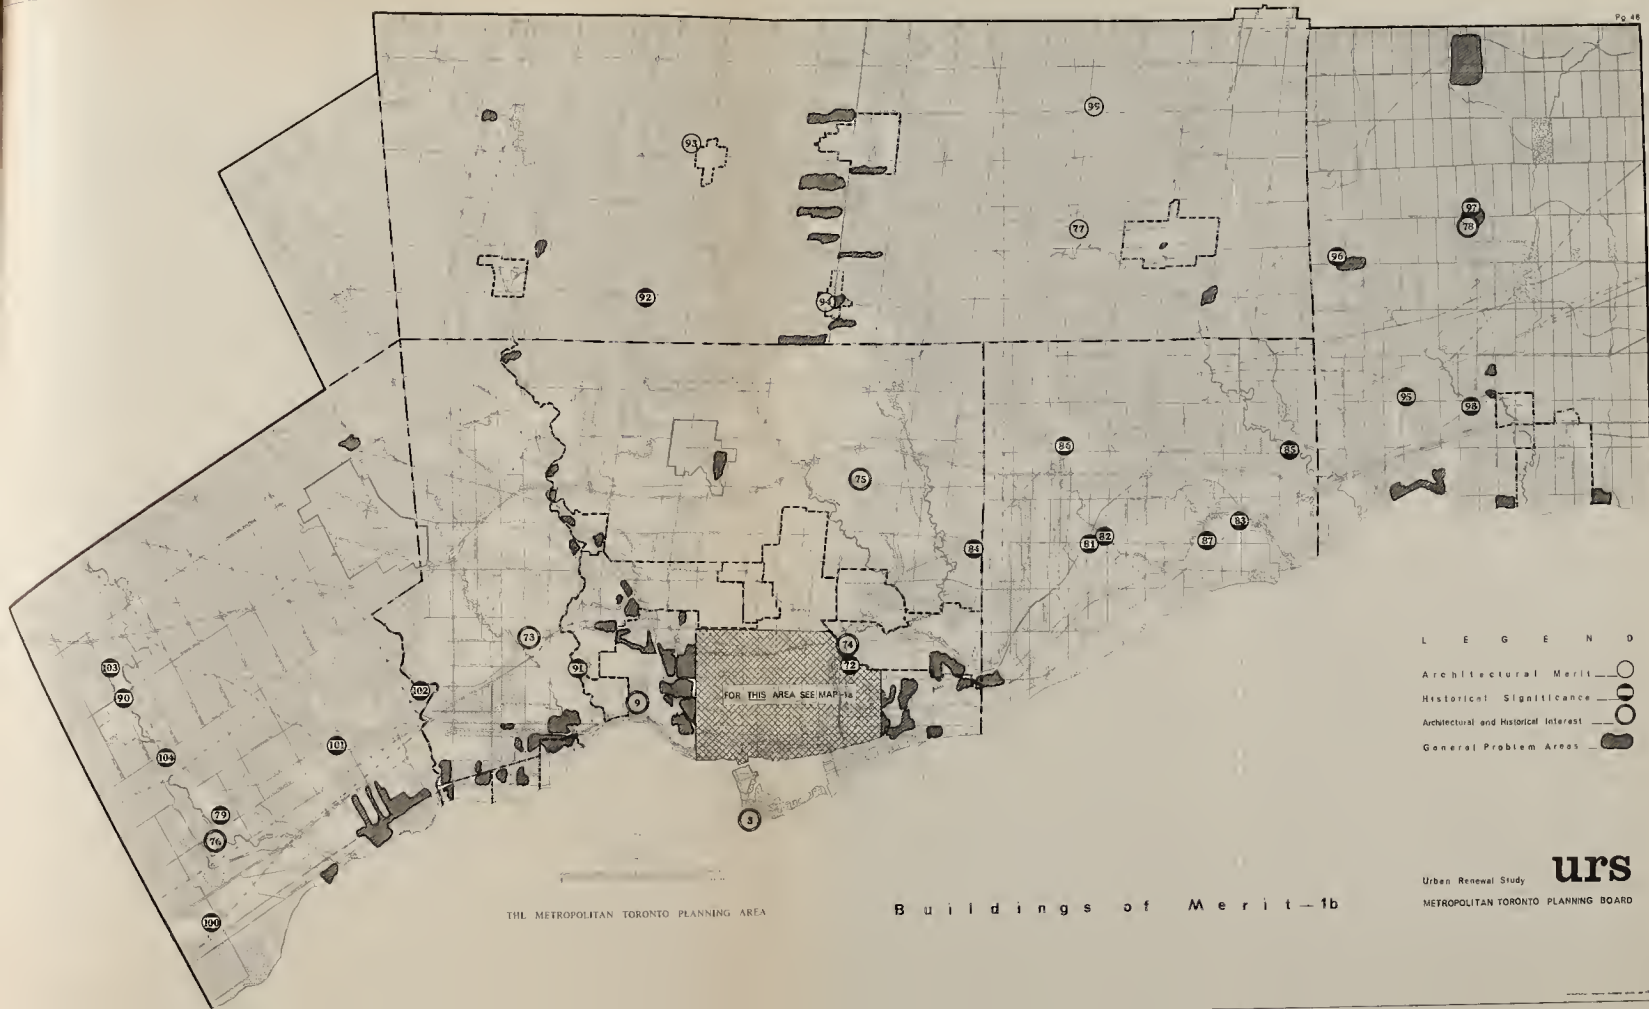 Pg 48
99
93
97
77
78
96
92
94
95
98
86
85
75
83
82
81
87
84
73
74
103
91
72
102
90
FOR THIS AREA SEE MAP 1a
9
101
104
79
3
76
100
LEGEND
Architectural Merit
Historical Significance
Architectural and Historical Interest
General Problem Areas
THE METROPOLITAN TORONTO PLANNING AREA
Buildings of Merit—1b
Urban Renewal Study urs
METROPOLITAN TORONTO PLANNING BOARD